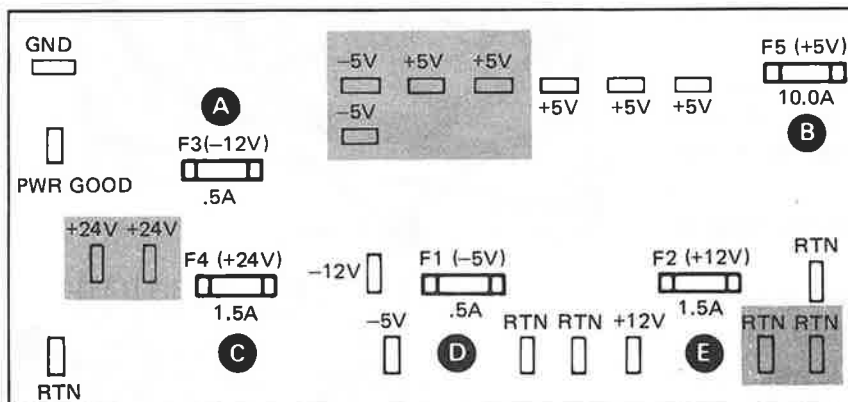 GND
F5 (+5V)
-5V +5V +5V
+5V +5V +5V
10.0A
A
-5V
B
F3(-12V)
PWR GOOD
.5A
+24V +24V
F4 (+24V)
-12V
F1 (-5V)
F2 (+12V)
RTN
1.5A
.5A
1.5A
-5V
RTN RTN +12V
RTN RTN
C
D
E
RTN